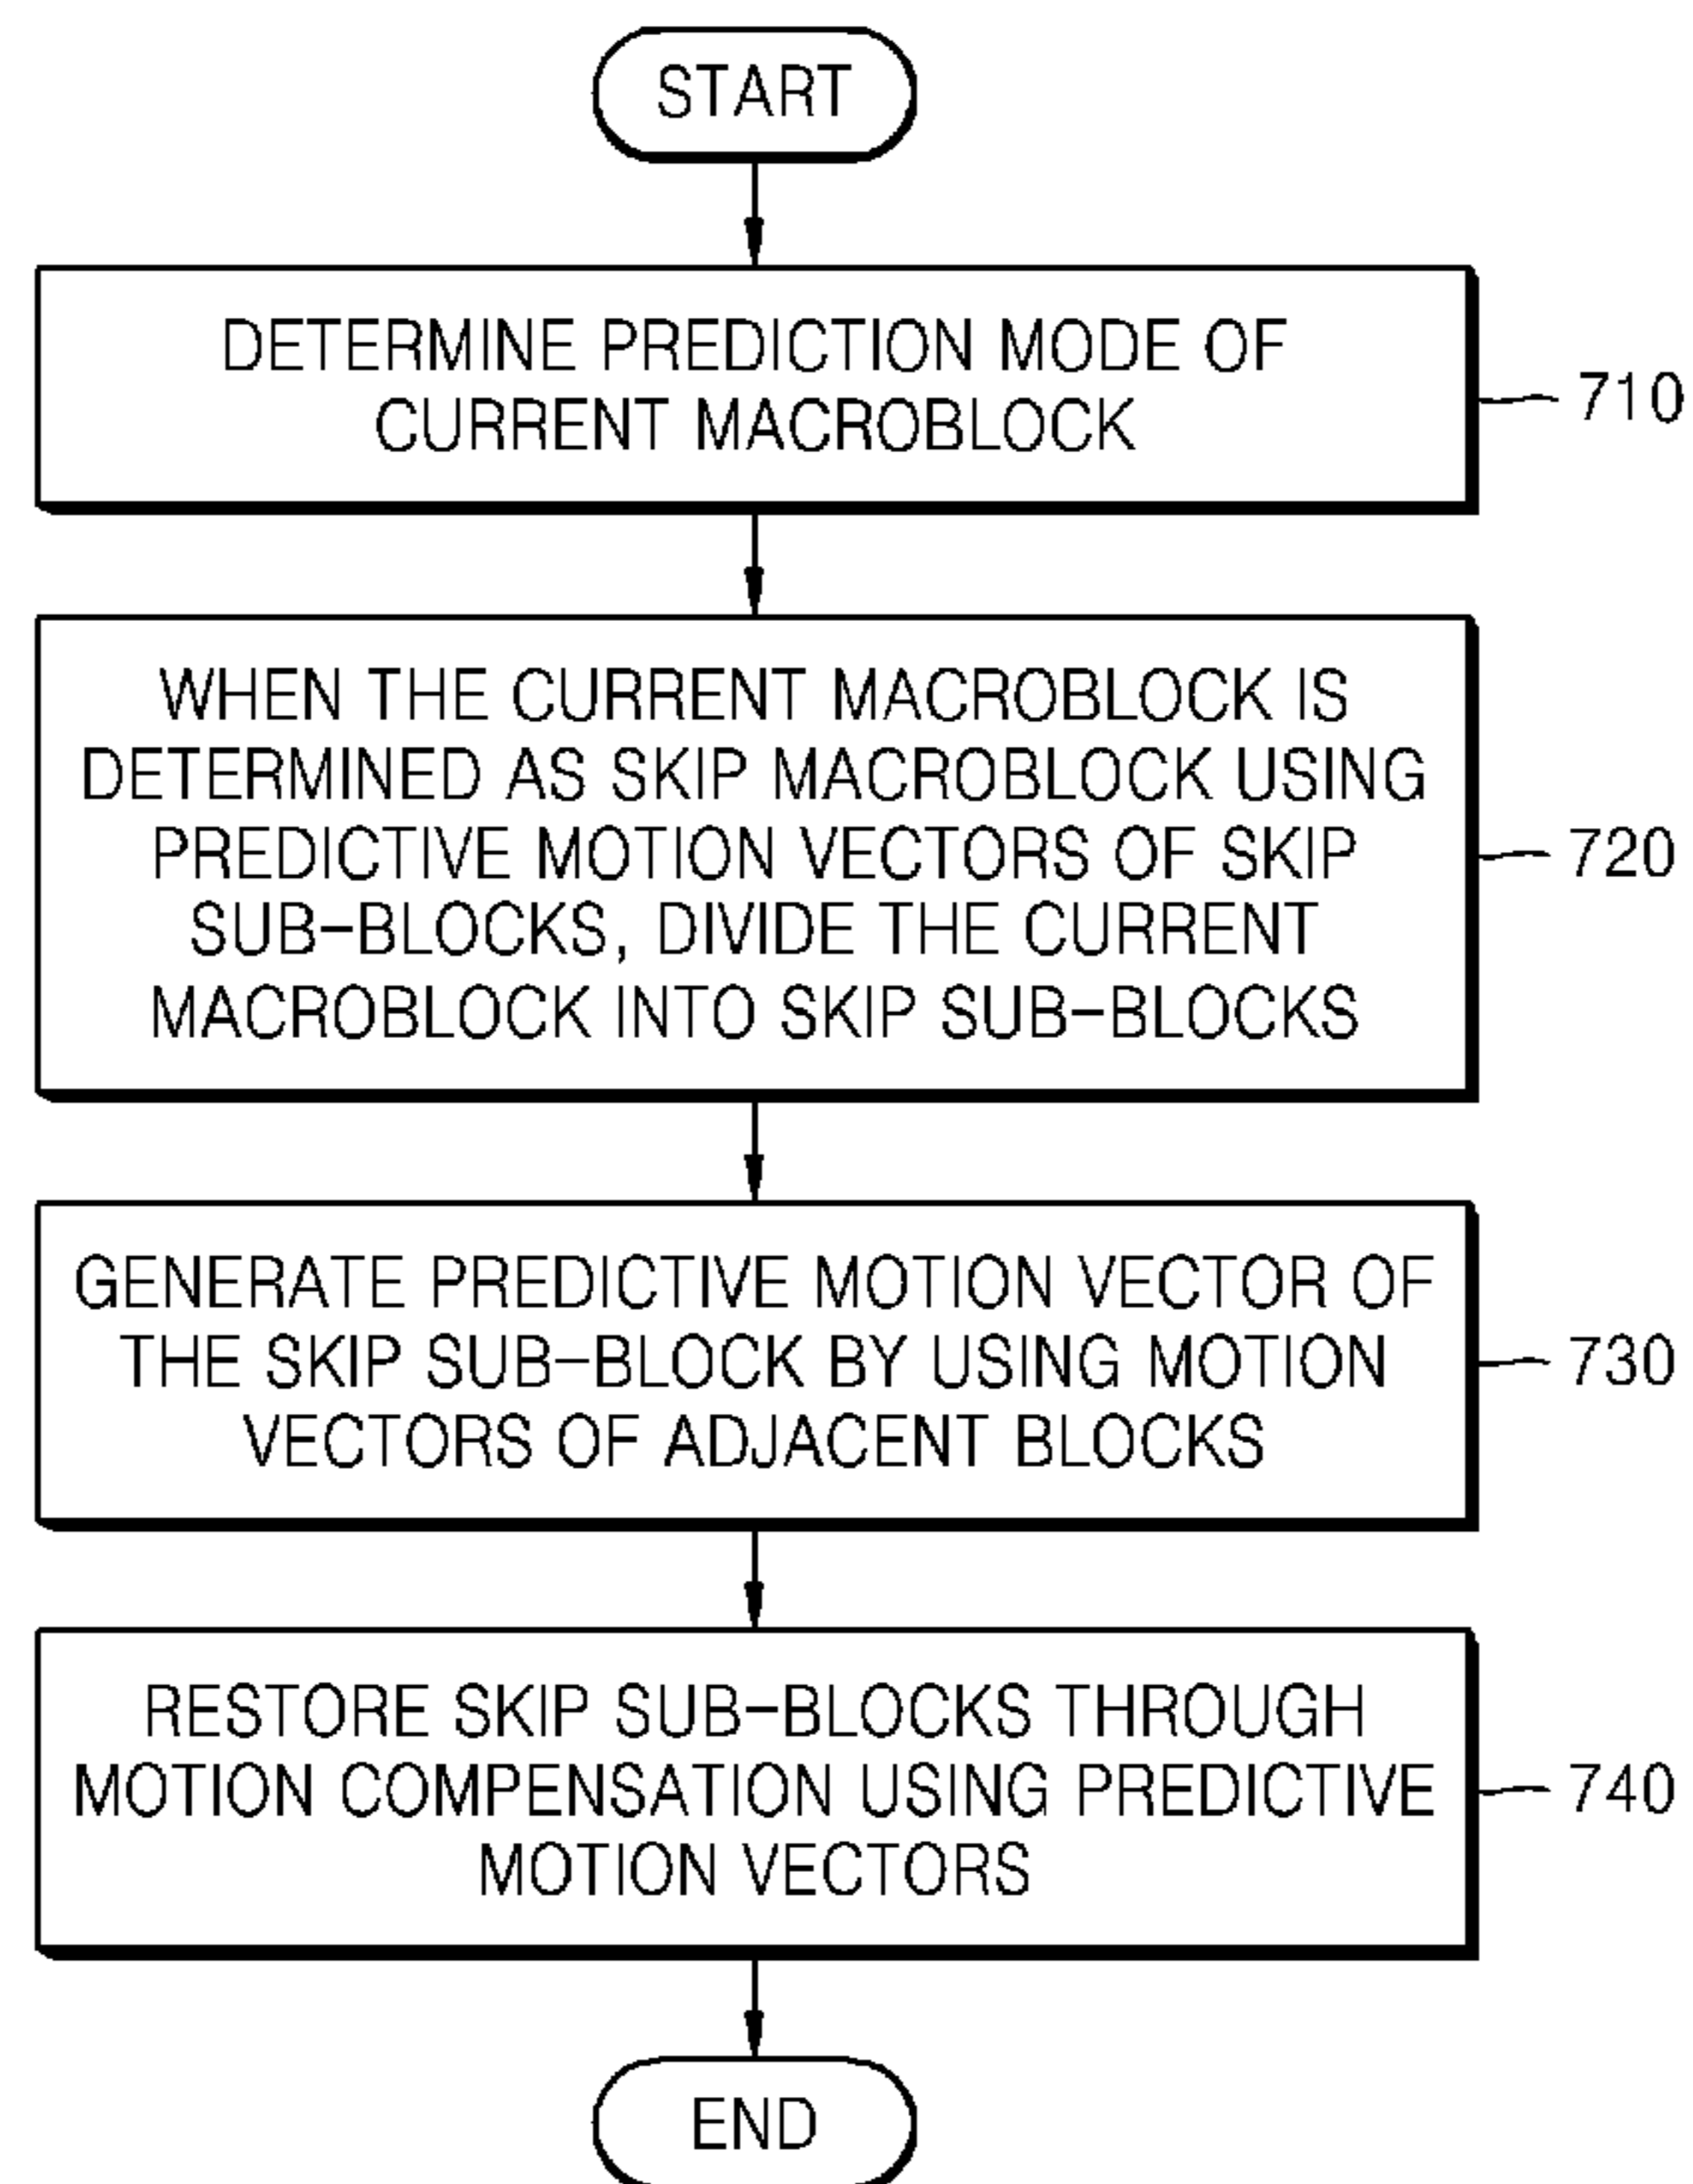 START
DETERMINE PREDICTION MODE OF
CURRENT MACROBLOCK
710
WHEN THE CURRENT MACROBLOCK IS
DETERMINED AS SKIP MACROBLOCK USING
PREDICTIVE MOTION VECTORS OF SKIP
SUB-BLOCKS, DIVIDE THE CURRENT
MACROBLOCK INTO SKIP SUB-BLOCKS
720
GENERATE PREDICTIVE MOTION VECTOR OF
THE SKIP SUB-BLOCK BY USING MOTION
VECTORS OF ADJACENT BLOCKS
730
RESTORE SKIP SUB-BLOCKS THROUGH
MOTION COMPENSATION USING PREDICTIVE
MOTION VECTORS
740
END